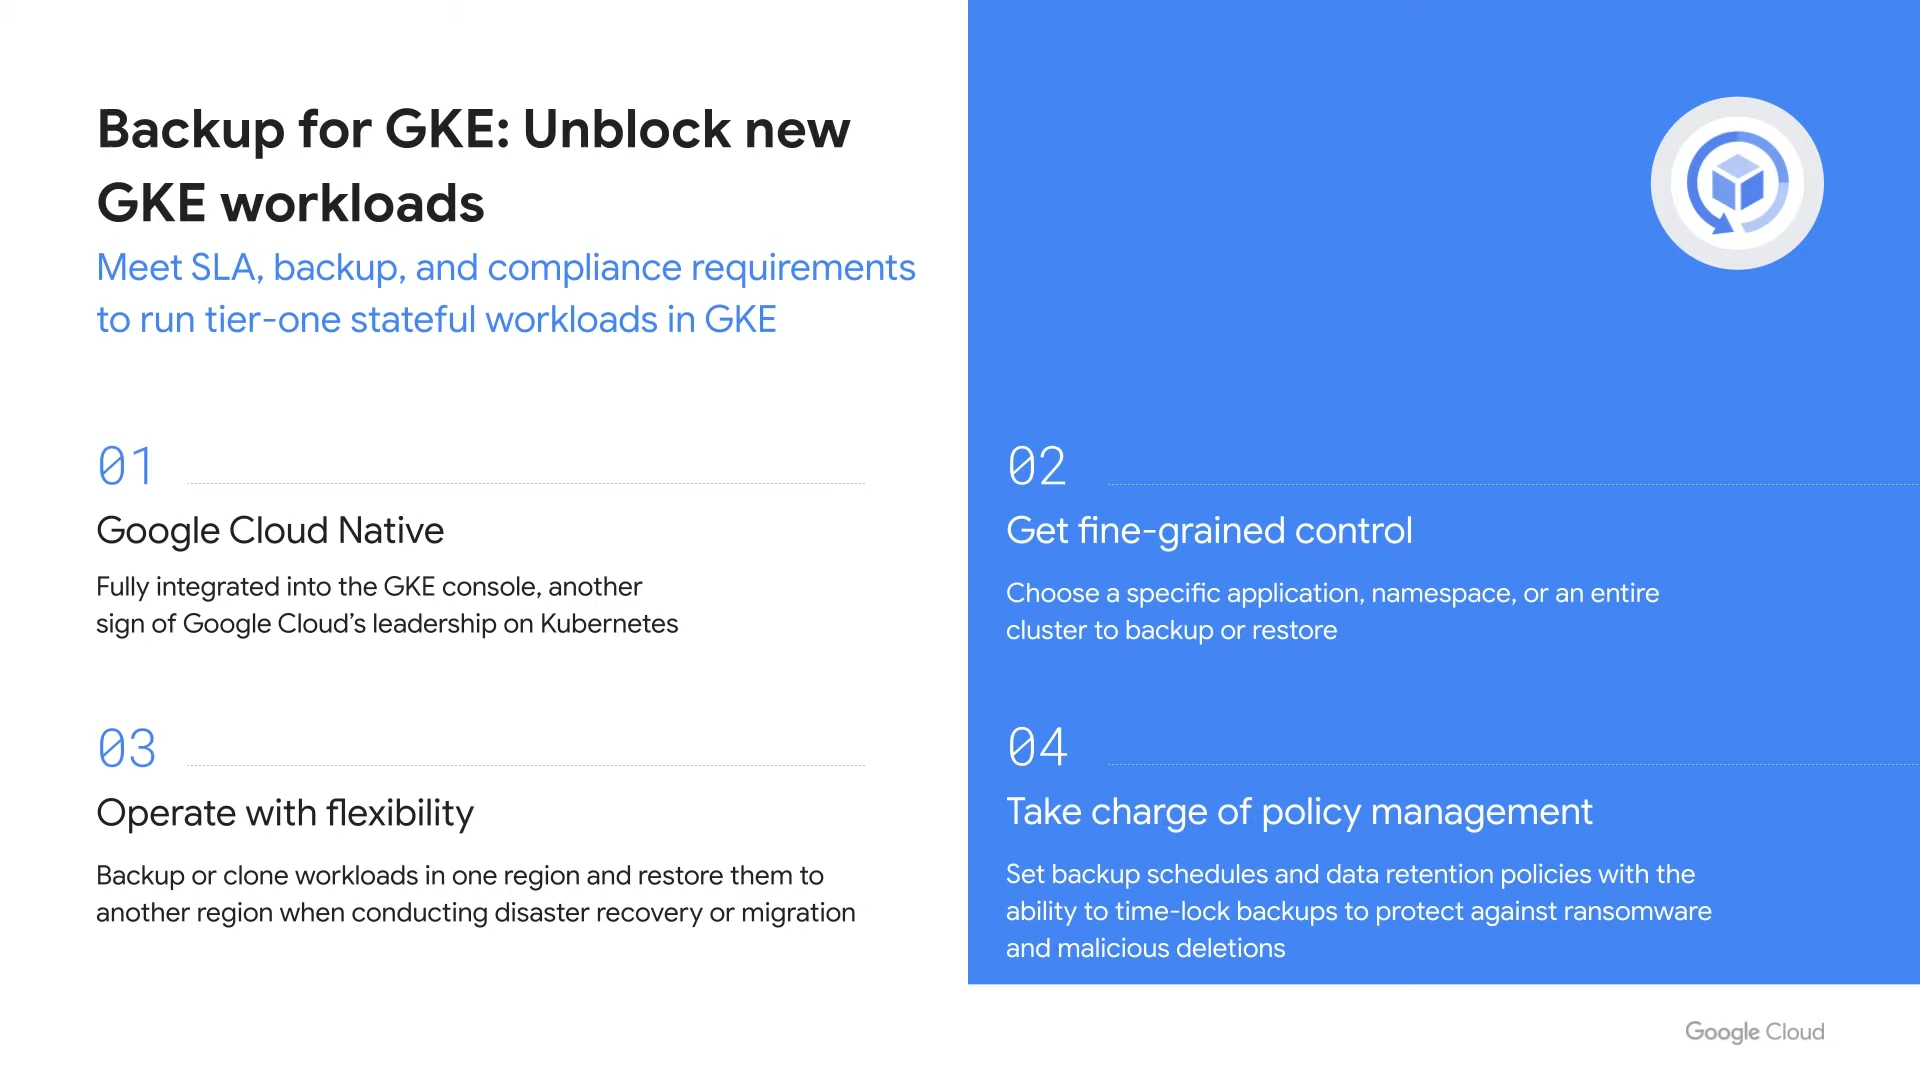 Backup for GKE: Unblock new
GKE workloads
Meet SLA, backup, and compliance requirements
to run tier-one stateful workloads in GKE
01
Google Cloud Native
Fully integrated into the GKE console, another
sign of Google Cloud’s leadership on Kubernetes
02
Get fine-grained control
Choose a specific application, namespace, or an entire
cluster to backup or restore
03
Operate with flexibility
Backup or clone workloads in one region and restore them to
another region when conducting disaster recovery or migration
04
Take charge of policy management
Set backup schedules and data retention policies with the
ability to time-lock backups to protect against ransomware
and malicious deletions
Google Cloud